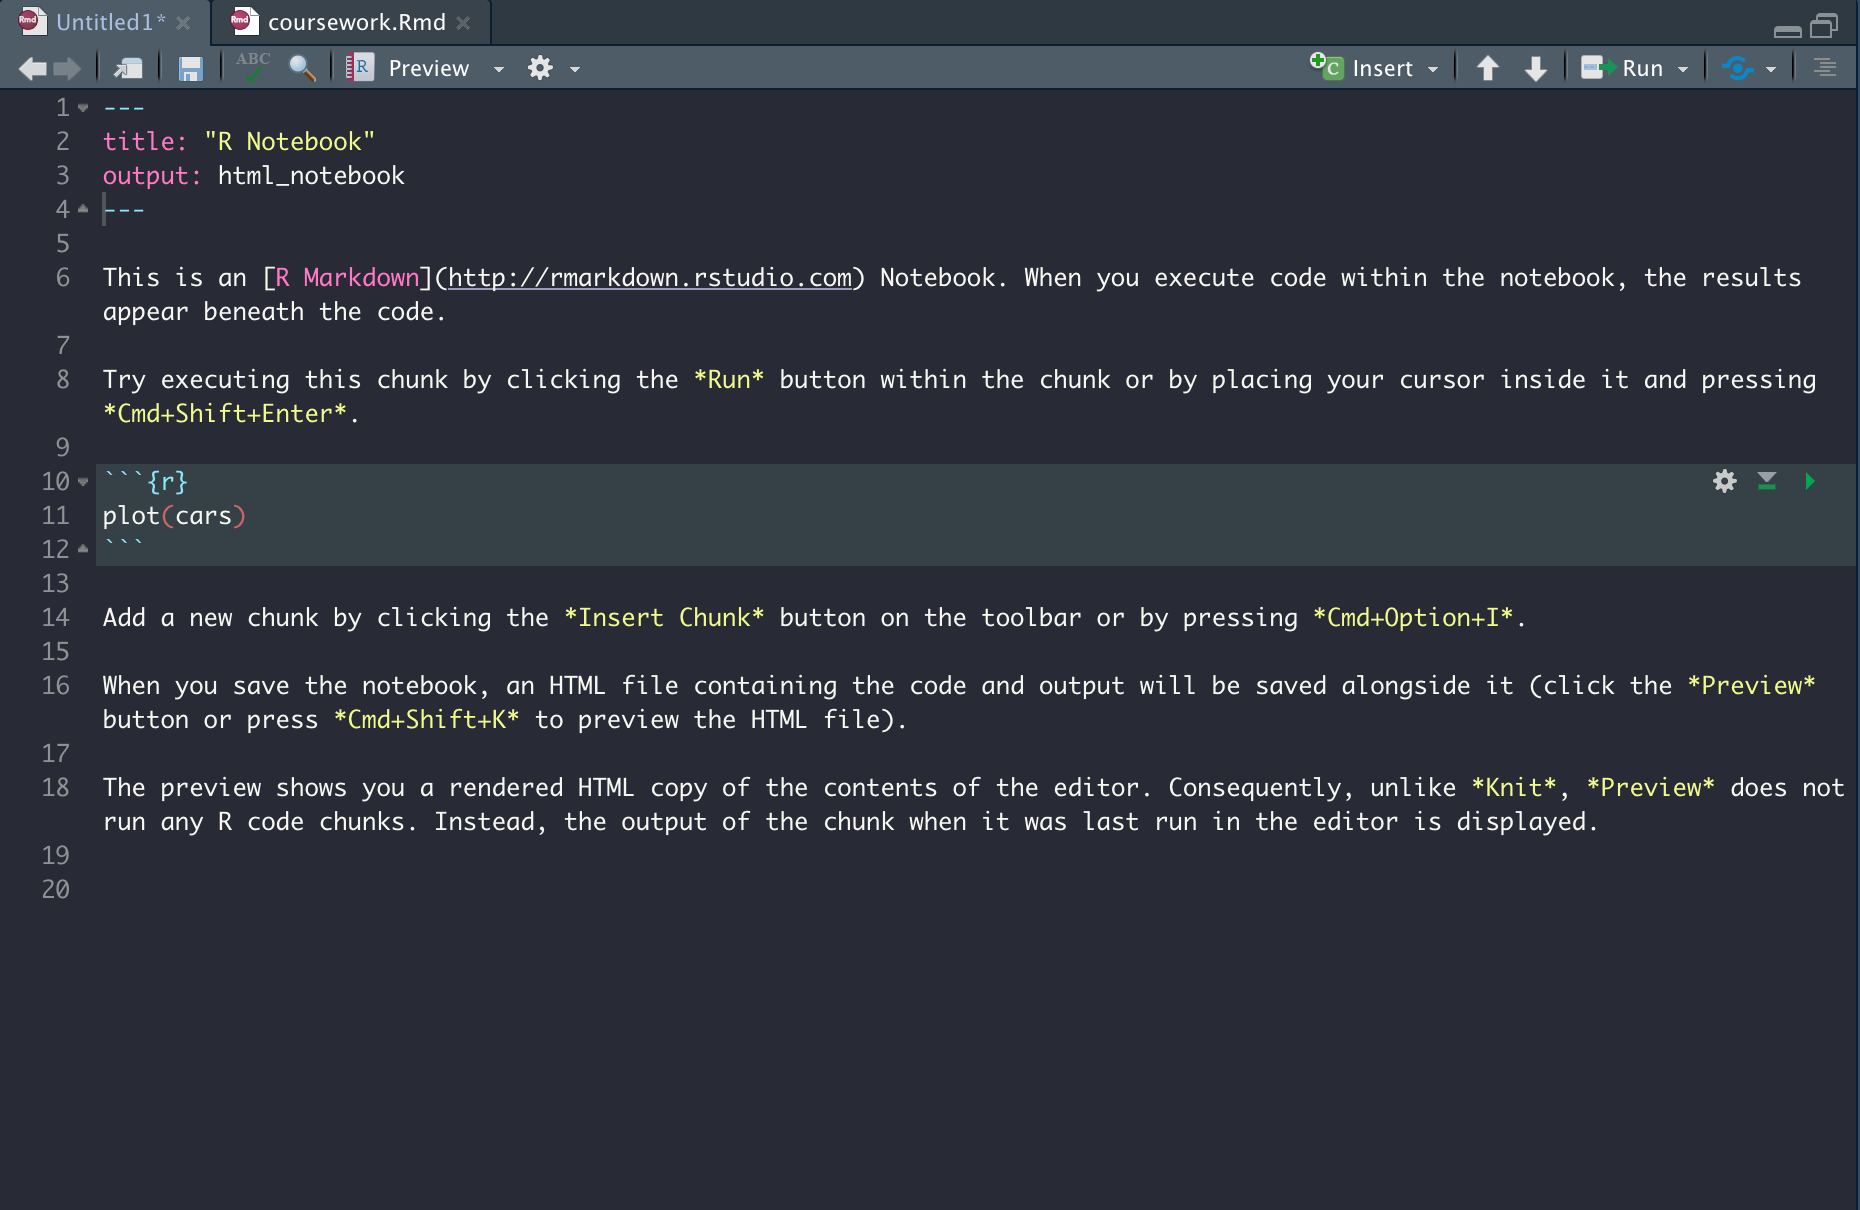 Untitled1*
coursework.Rmd
ABC
Preview
Insert
Run
1 ---
2 title: "R Notebook"
3 output: html_notebook
4 ---
5
6 This is an [R Markdown](http://rmarkdown.rstudio.com) Notebook. When you execute code within the notebook, the results
appear beneath the code.
7
8 Try executing this chunk by clicking the *Run* button within the chunk or by placing your cursor inside it and pressing
*Cmd+Shift+Enter*.
9
10 ```{r}
11 plot(cars)
12 ```
13
14 Add a new chunk by clicking the *Insert Chunk* button on the toolbar or by pressing *Cmd+Option+I*.
15
16 When you save the notebook, an HTML file containing the code and output will be saved alongside it (click the *Preview*
button or press *Cmd+Shift+K* to preview the HTML file).
17
18 The preview shows you a rendered HTML copy of the contents of the editor. Consequently, unlike *Knit*, *Preview* does not
run any R code chunks. Instead, the output of the chunk when it was last run in the editor is displayed.
19
20